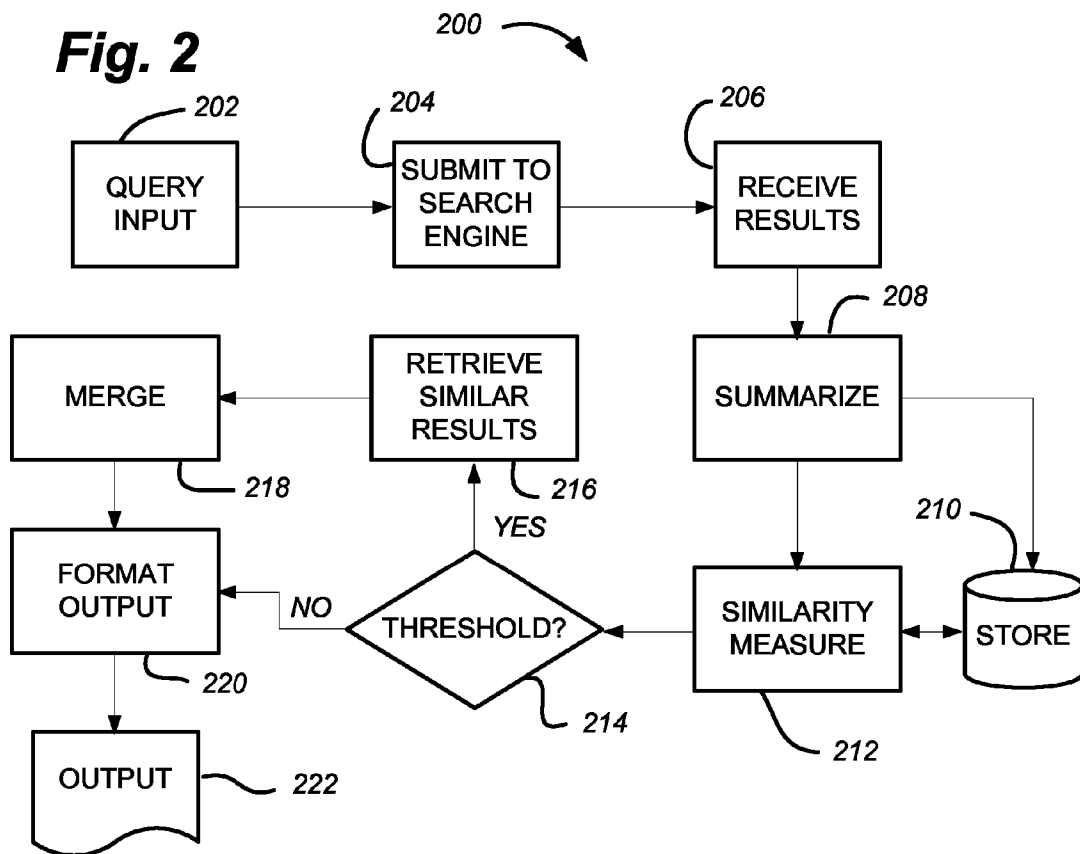 Fig. 2
200
202
204
206
QUERY
INPUT
SUBMIT TO
SEARCH
ENGINE
RECEIVE
RESULTS
208
MERGE
RETRIEVE
SIMILAR
RESULTS
SUMMARIZE
218
216
210
YES
FORMAT
OUTPUT
NO
THRESHOLD?
SIMILARITY
MEASURE
STORE
220
214
212
OUTPUT
222